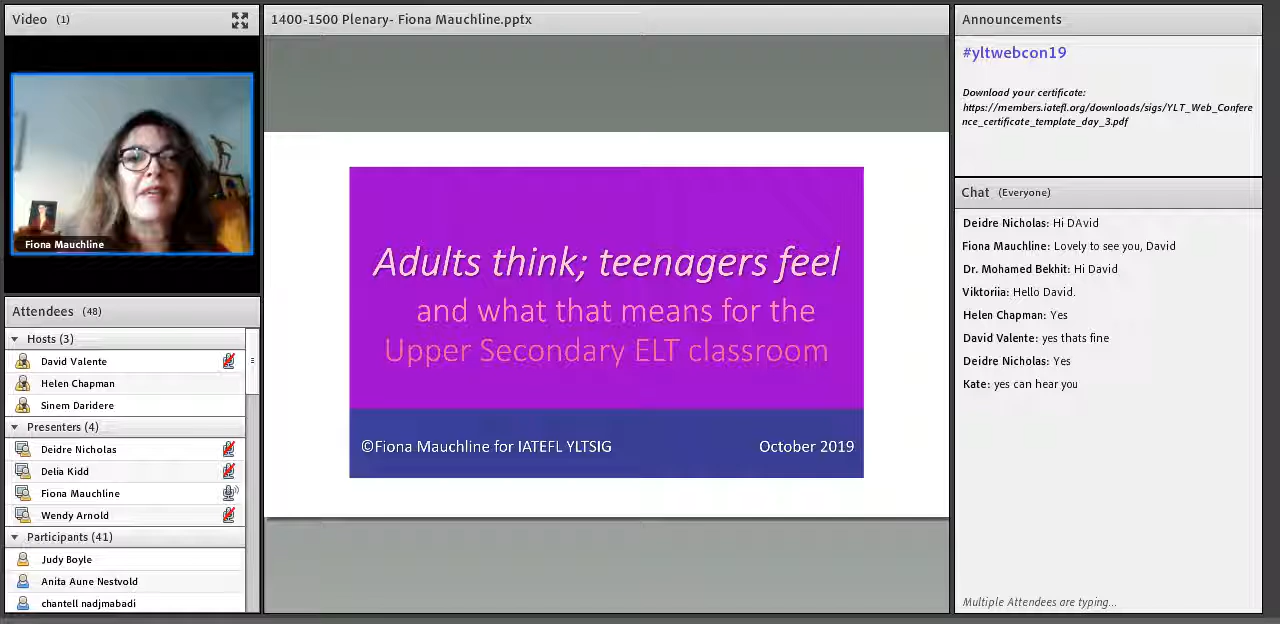 Video (1)
Fiona Mauchline
Attendees (48)
Hosts (3)
David Valente
Helen Chapman
Sinem Daridere
Presenters (4)
Deidre Nicholas
Delia Kidd
Fiona Mauchline
Wendy Arnold
Participants (41)
Judy Boyle
Anita Aune Nestvold
chantell nadjmabadi
1400-1500 Plenary- Fiona Mauchline.pptx
Adults think; teenagers feel
and what that means for the
Upper Secondary ELT classroom
©Fiona Mauchline for IATEFL YLTSIG
October 2019
Announcements
#yltwebcon19
Download your certificate:
https://members.iatefl.org/downloads/sigs/YLT_Web_Confere
nce_certificate_template_day_3.pdf
Chat (Everyone)
Deidre Nicholas: Hi DAvid
Fiona Mauchline: Lovely to see you, David
Dr. Mohamed Bekhit: Hi David
Viktoriia: Hello David.
Helen Chapman: Yes
David Valente: yes thats fine
Deidre Nicholas: Yes
Kate: yes can hear you
Multiple Attendees are typing...